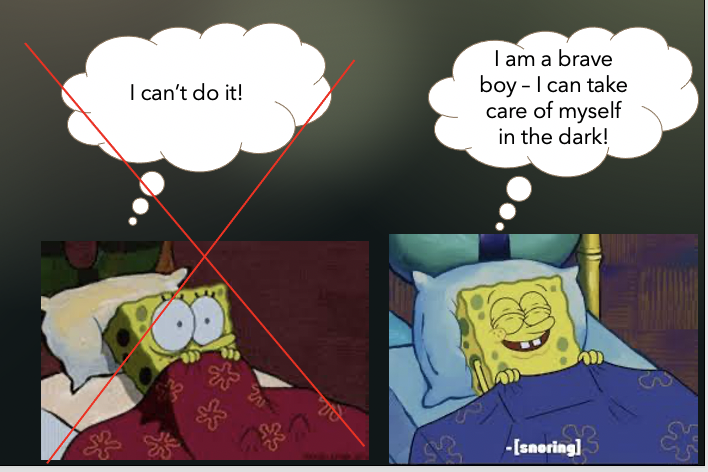 I can't do it!
I am a brave
boy – I can take
care of myself
in the dark!
-[snoring]